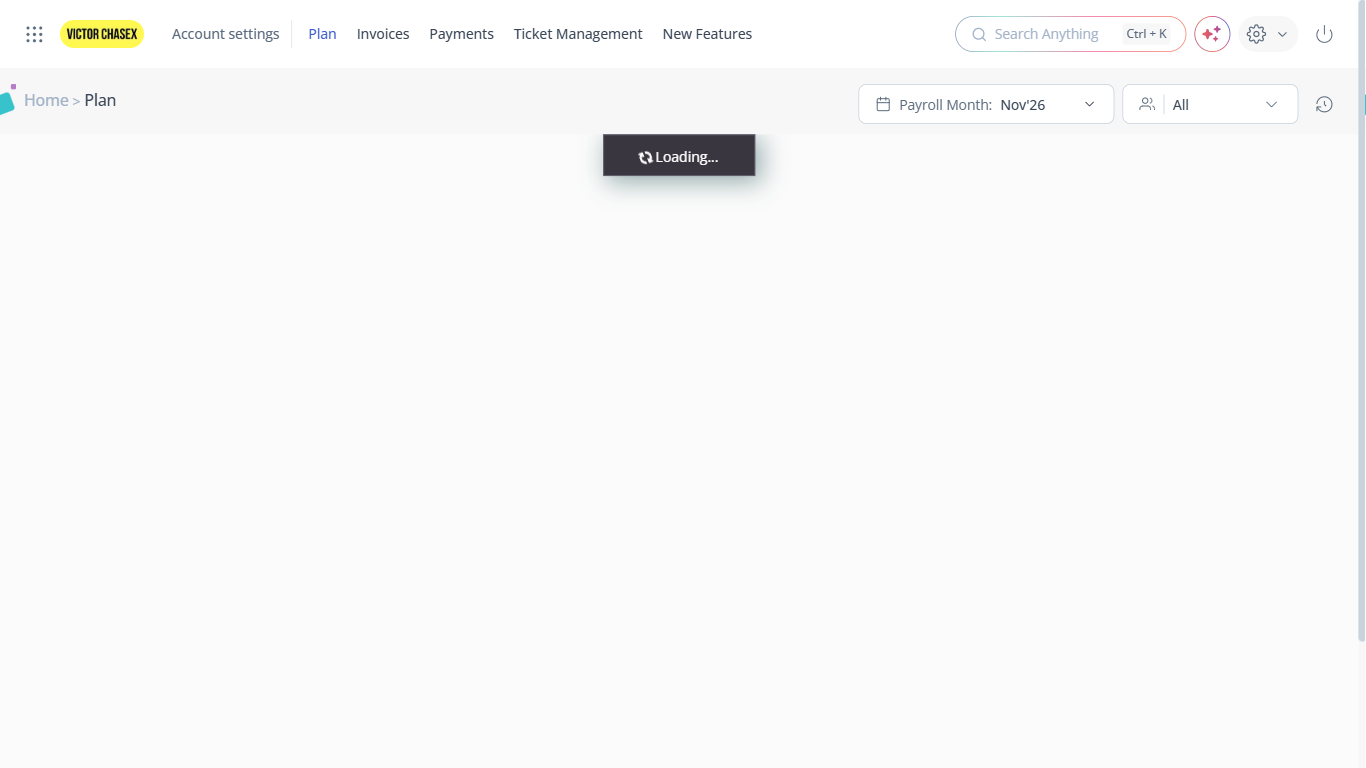 VICTOR CHASEX
Account settings
Plan
Invoices
Payments
Ticket Management
New Features
Search Anything
Ctrl + K
Home > Plan
Payroll Month: Nov'26
All
Loading...